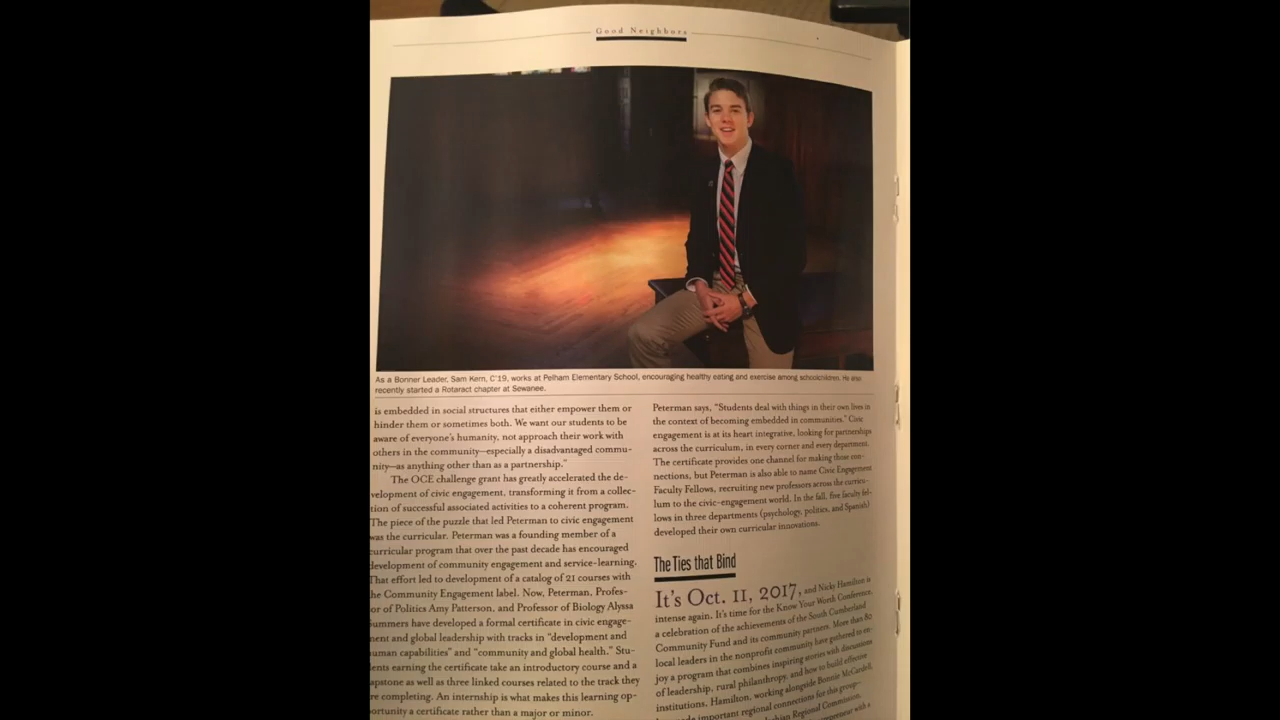 Good Neighbors
As a Bonner Leader, Sam Kern, C'19, works at Pelham Elementary School, encouraging healthy eating and exercise among schoolchildren. He also
recently started a Rotaract chapter at Sewanee.
is embedded in social structures that either empower them or
hinder them or sometimes both. We want our students to be
aware of everyone's humanity, not approach their work with
others in the community—especially a disadvantaged commu-
nity—as anything other than as a partnership."
The OCE challenge grant has greatly accelerated the de-
velopment of civic engagement, transforming it from a collec-
tion of successful associated activities to a coherent program.
The piece of the puzzle that led Peterman to civic engagement
was the curricular. Peterman was a founding member of a
curricular program that over the past decade has encouraged
development of community engagement and service-learning.
That effort led to development of a catalog of 21 courses with
he Community Engagement label. Now, Peterman, Profes-
or of Politics Amy Patterson, and Professor of Biology Alyssa
ummers have developed a formal certificate in civic engage-
ment and global leadership with tracks in "development and
uman capabilities" and "community and global health." Stu-
ents earning the certificate take an introductory course and a
apstone as well as three linked courses related to the track they
re completing. An internship is what makes this learning op-
ortunity a certificate rather than a major or minor.
Peterman says, "Students deal with things in their own lives in
the context of becoming embedded in communities." Civic
engagement is at its heart integrative, looking for partnerships
across the curriculum, in every corner and every department.
The certificate provides one channel for making those con-
nections, but Peterman is also able to name Civic Engagement
Faculty Fellows, recruiting new professors across the curricu-
lum to the civic-engagement world. In the fall, five faculty fel-
lows in three departments (psychology, politics, and Spanish)
developed their own curricular innovations.
The Ties that Bind
It's Oct. 11, 2017, and Nicky Hamilton is
intense again. It's time for the Know Your Worth Conference,
a celebration of the achievements of the South Cumberland
Community Fund and its community partners. More than 80
local leaders in the nonprofit community have gathered to en-
joy a program that combines inspiring stories with discussions
of leadership, rural philanthropy, and how to build effective
institutions. Hamilton, working alongside Bonnie McCardell,
made important regional connections for this group—
Regional Commission,
with a